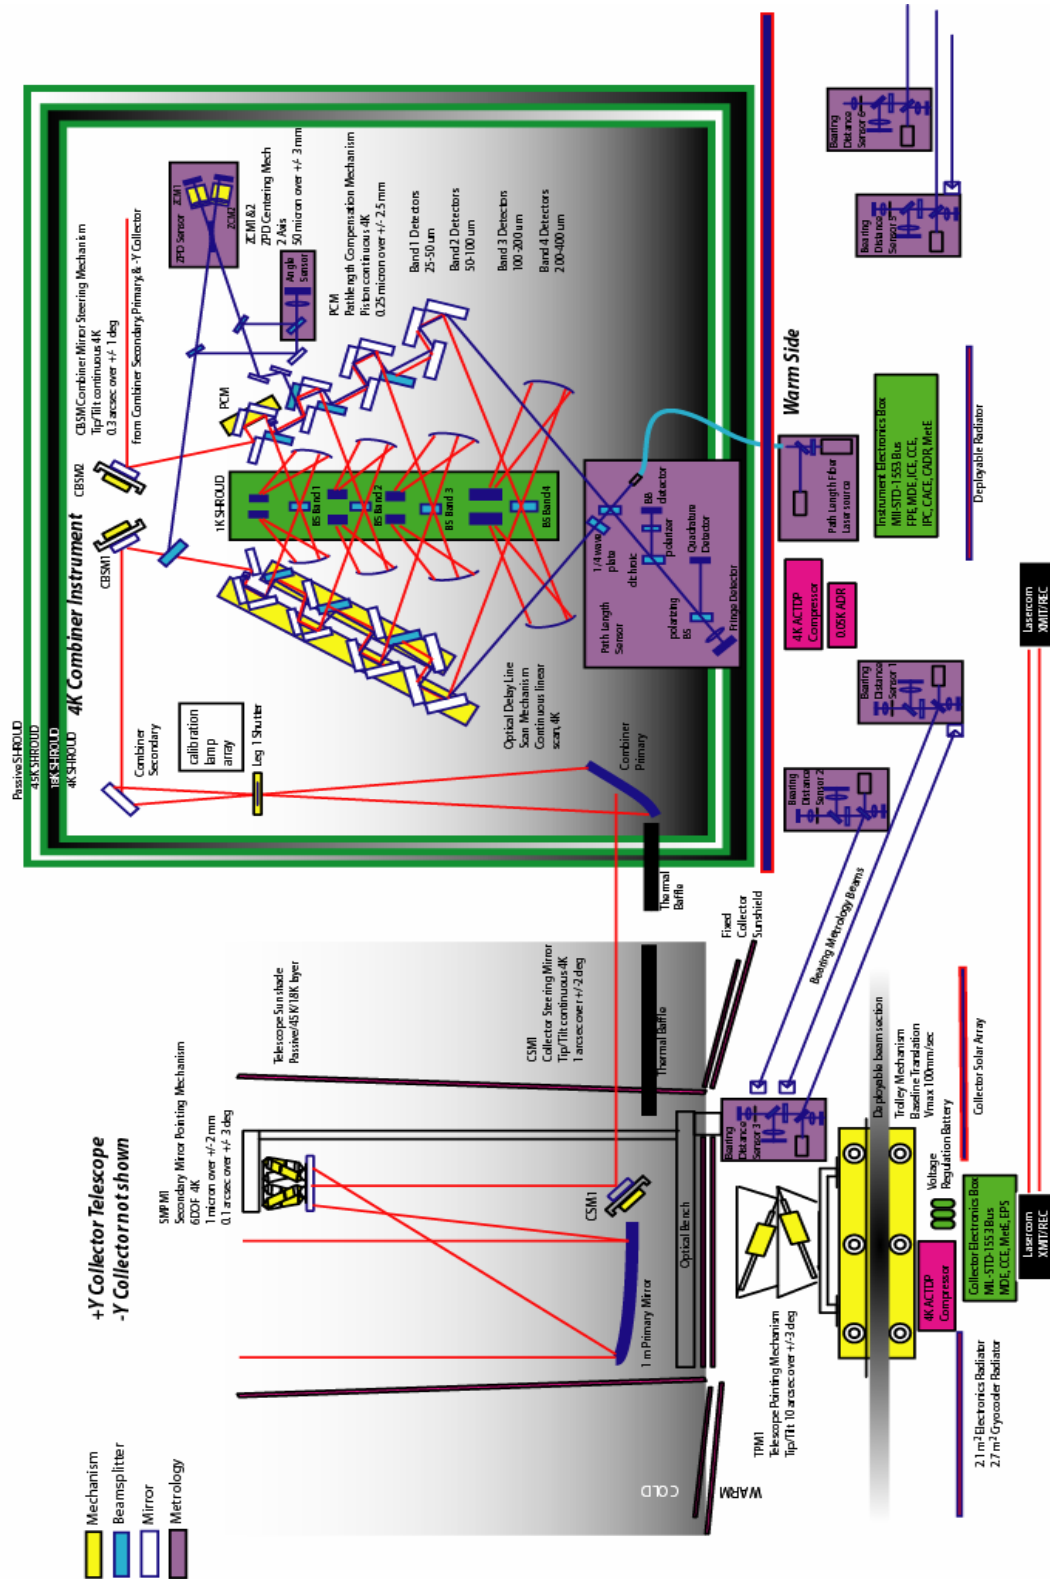 Mechanism
Beamsplitter
Mirror
Metrology
+Y Collector Telescope
-Y Collector not shown
SMPM1
Secondary Mirror Pointing Mechanism
6DOF 4K
1 micron over +/- 2 mm
0.1 arcsec over +/- 3 deg
Telescope Sunshade
Passive/45K/18K layer
CSM1
Collector Steering Mirror
Tip/Tilt continuous 4K
1 arcsec over +/-2 deg
CSM1
1 m Primary Mirror
Optical Bench
Thermal Baffle
Thermal
Baffle
Fixed
Collector
Sunshield
COLD
WARM
TPM1
Telescope Pointing Mechanism
Tip/Tilt 10 arcsec over +/-3 deg
Bearing
Distance
Sensor 3
Bearing Metrology Beams
Deployable beam section
Trolley Mechanism
Baseline Translation
Vmax 100mm/sec
Voltage
Regulation Battery
4K ACTDP
Compressor
Collector Electronics Box
MIL-STD-1553 Bus
MDE, CCE, MetE, EPS
Collector Solar Array
2.1 m² Electronics Radiator
2.7 m² Cryocooler Radiator
Lasercom
XMIT/REC
Passive SHROUD
45K SHROUD
18K SHROUD
4K SHROUD
4K Combiner Instrument
Combiner
Secondary
calibration
lamp
array
Leg 1 Shutter
Combiner
Primary
CBSM1
CBSM2
CBSM Combiner Mirror Steering Mechanism
Tip/Tilt continuous 4K
0.3 arcsec over +/- 1 deg
from Combiner Secondary, Primary, & -Y Collector
ZPD Sensor
ZCM1
ZCM2
ZCM1&2
ZPD Centering Mech
2 Axis
50 micron over +/- 3 mm
Angle
Sensor
PCM
PCM
Pathlength Compensation Mechanism
Piston continuous 4K
0.25 micron over +/- 2.5 mm
Band 1 Detectors
25-50 um
Band 2 Detectors
50-100 um
Band 3 Detectors
100-200 um
Band 4 Detectors
200-400 um
1K SHROUD
BS Band 1
BS Band 2
BS Band 3
BS Band 4
Optical Delay Line
Scan Mechanism
Continuous linear
scan, 4K
Path Length
Sensor
1/4 wave
plate
dichroic
BB
detector
polarizer
Quadrature
Detector
polarizing
BS
Fringe Detector
Warm Side
Path Length Fiber
Laser source
4K ACTDP
Compressor
0.05K ADR
Instrument Electronics Box
MIL-STD-1553 Bus
FPE, MDE, ICE, CCE,
IPC, CACE, CADR, MetE
Deployable Radiator
Bearing
Distance
Sensor 2
Bearing
Distance
Sensor 1
Bearing
Distance
Sensor 5
Bearing
Distance
Sensor 6
Lasercom
XMIT/REC